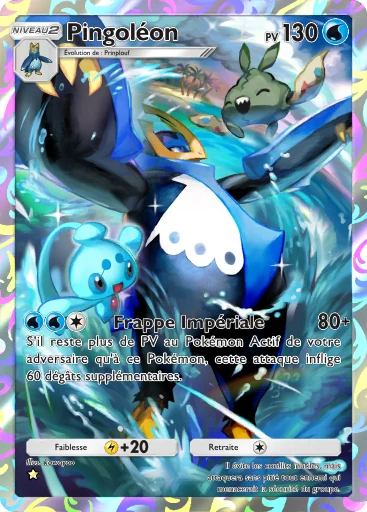 NIVEAU2
Pingoléon
PV 130
Évolution de : Prinplouf
Frappe Impériale 80+
S'il reste plus de PV au Pokémon Actif de votre
adversaire qu'à ce Pokémon, cette attaque inflige
60 dégâts supplémentaires.
Faiblesse +20
Retraite
Illus.
Il évite les conflits inutiles, mais
attaquera sans pitié tout ennemi qui
menacerait la sécurité du groupe.